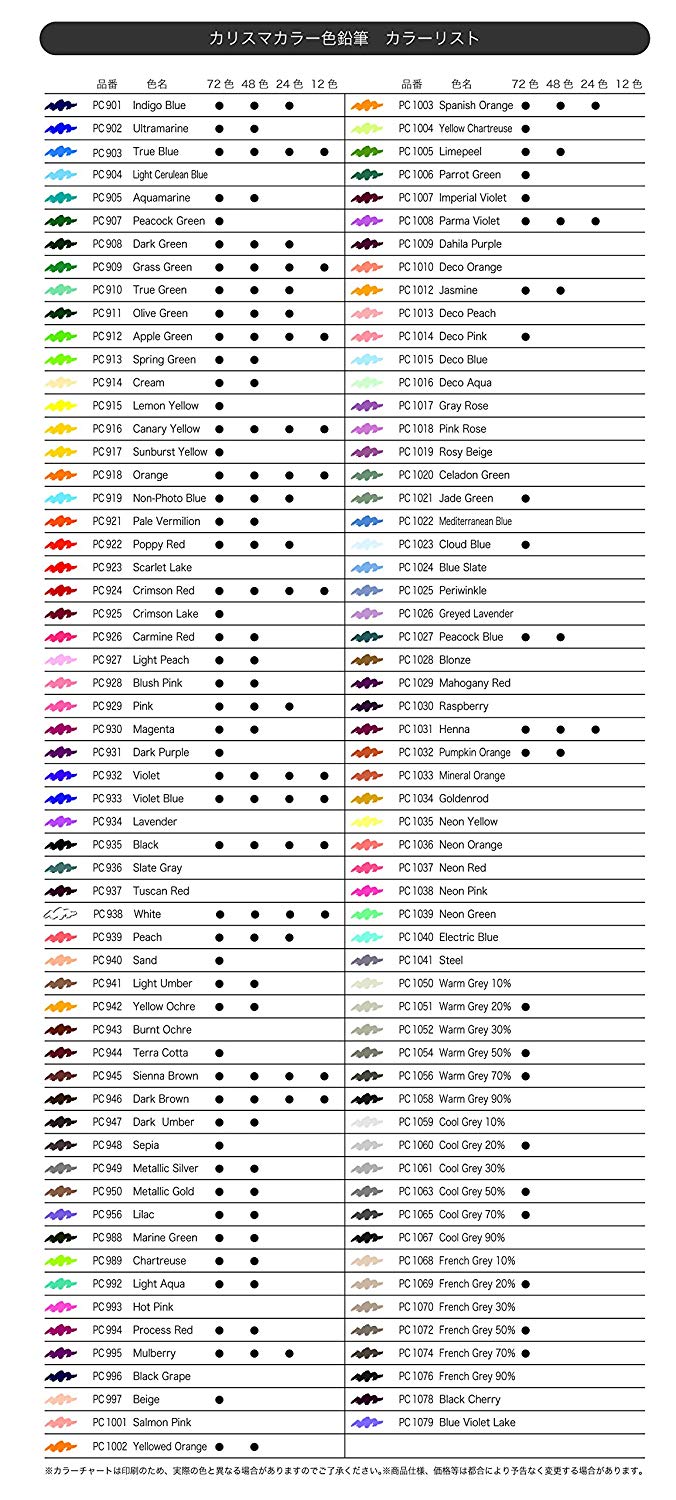 カリスマカラー色鉛筆　カラーリスト
品番 色名 72色 48色 24色 12色
PC901 Indigo Blue ● ● ●
PC902 Ultramarine ● ●
PC903 True Blue ● ● ● ●
PC904 Light Cerulean Blue
PC905 Aquamarine ● ●
PC907 Peacock Green ●
PC908 Dark Green ● ● ●
PC909 Grass Green ● ● ● ●
PC910 True Green ● ● ●
PC911 Olive Green ● ● ●
PC912 Apple Green ● ● ● ●
PC913 Spring Green ● ●
PC914 Cream ● ●
PC915 Lemon Yellow ●
PC916 Canary Yellow ● ● ● ●
PC917 Sunburst Yellow ●
PC918 Orange ● ● ● ●
PC919 Non-Photo Blue ● ● ●
PC921 Pale Vermilion ● ●
PC922 Poppy Red ● ● ●
PC923 Scarlet Lake
PC924 Crimson Red ● ● ● ●
PC925 Crimson Lake ●
PC926 Carmine Red ● ●
PC927 Light Peach ● ●
PC928 Blush Pink ● ●
PC929 Pink ● ● ●
PC930 Magenta ● ●
PC931 Dark Purple ●
PC932 Violet ● ● ● ●
PC933 Violet Blue ● ● ● ●
PC934 Lavender
PC935 Black ● ● ● ●
PC936 Slate Gray
PC937 Tuscan Red
PC938 White ● ● ● ●
PC939 Peach ● ● ●
PC940 Sand ●
PC941 Light Umber ● ●
PC942 Yellow Ochre ● ●
PC943 Burnt Ochre
PC944 Terra Cotta ●
PC945 Sienna Brown ● ● ● ●
PC946 Dark Brown ● ● ● ●
PC947 Dark Umber ● ●
PC948 Sepia ●
PC949 Metallic Silver ● ●
PC950 Metallic Gold ● ●
PC956 Lilac ● ●
PC988 Marine Green ● ●
PC989 Chartreuse ● ●
PC992 Light Aqua ● ●
PC993 Hot Pink
PC994 Process Red ● ●
PC995 Mulberry ● ● ●
PC996 Black Grape
PC997 Beige ●
PC1001 Salmon Pink
PC1002 Yellowed Orange ● ●
品番 色名 72色 48色 24色 12色
PC1003 Spanish Orange ● ● ●
PC1004 Yellow Chartreuse ●
PC1005 Limepeel ● ●
PC1006 Parrot Green ●
PC1007 Imperial Violet ●
PC1008 Parma Violet ● ● ●
PC1009 Dahila Purple
PC1010 Deco Orange
PC1012 Jasmine ● ●
PC1013 Deco Peach
PC1014 Deco Pink ●
PC1015 Deco Blue
PC1016 Deco Aqua
PC1017 Gray Rose
PC1018 Pink Rose
PC1019 Rosy Beige
PC1020 Celadon Green
PC1021 Jade Green ●
PC1022 Mediterranean Blue
PC1023 Cloud Blue ●
PC1024 Blue Slate
PC1025 Periwinkle
PC1026 Greyed Lavender
PC1027 Peacock Blue ● ●
PC1028 Blonze
PC1029 Mahogany Red
PC1030 Raspberry
PC1031 Henna ● ● ●
PC1032 Pumpkin Orange ● ●
PC1033 Mineral Orange
PC1034 Goldenrod
PC1035 Neon Yellow
PC1036 Neon Orange
PC1037 Neon Red
PC1038 Neon Pink
PC1039 Neon Green
PC1040 Electric Blue
PC1041 Steel
PC1050 Warm Grey 10%
PC1051 Warm Grey 20% ●
PC1052 Warm Grey 30%
PC1054 Warm Grey 50% ●
PC1056 Warm Grey 70% ●
PC1058 Warm Grey 90%
PC1059 Cool Grey 10%
PC1060 Cool Grey 20% ●
PC1061 Cool Grey 30%
PC1063 Cool Grey 50% ●
PC1065 Cool Grey 70% ●
PC1067 Cool Grey 90%
PC1068 French Grey 10%
PC1069 French Grey 20% ●
PC1070 French Grey 30%
PC1072 French Grey 50% ●
PC1074 French Grey 70% ●
PC1076 French Grey 90%
PC1078 Black Cherry
PC1079 Blue Violet Lake
※カラーチャートは印刷のため、実際の色と異なる場合がありますのでご了承ください。※商品仕様、価格等は都合により予告なく変更する場合があります。